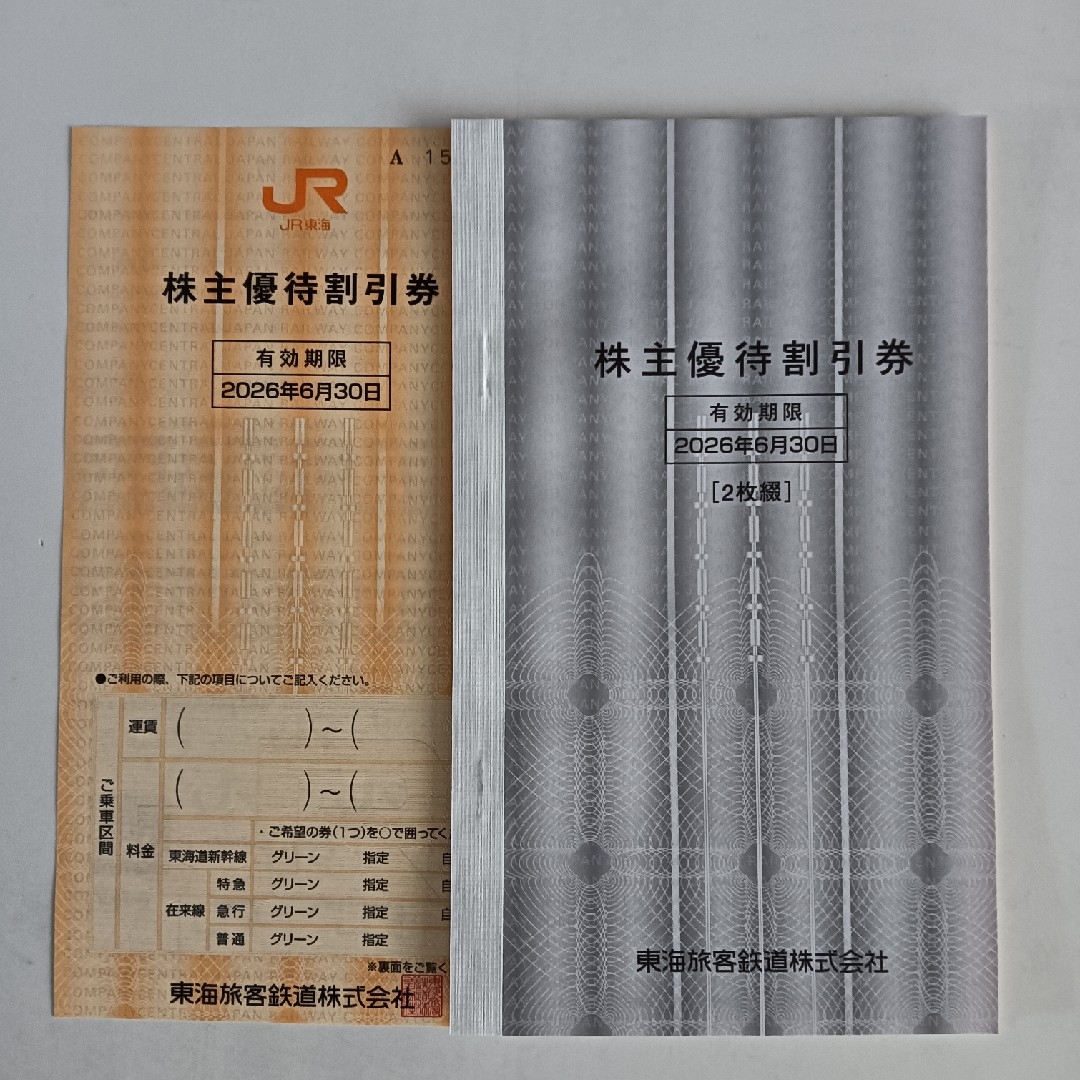 A 15
JR
JR東海
株主優待割引券
有効期限
2026年6月30日
●ご利用の際、下記の項目についてご記入ください。
ご乗車区間
運賃 ( )~(
料金 ( )~(
・ご希望の券(1つ)を○で囲ってく
東海道新幹線 グリーン 指定 自
在来線 特急 グリーン 指定 自
急行 グリーン 指定 自
普通 グリーン 指定
※裏面をご覧く
東海旅客鉄道株式会社
株主優待割引券
有効期限
2026年6月30日
[2枚綴]
東海旅客鉄道株式会社